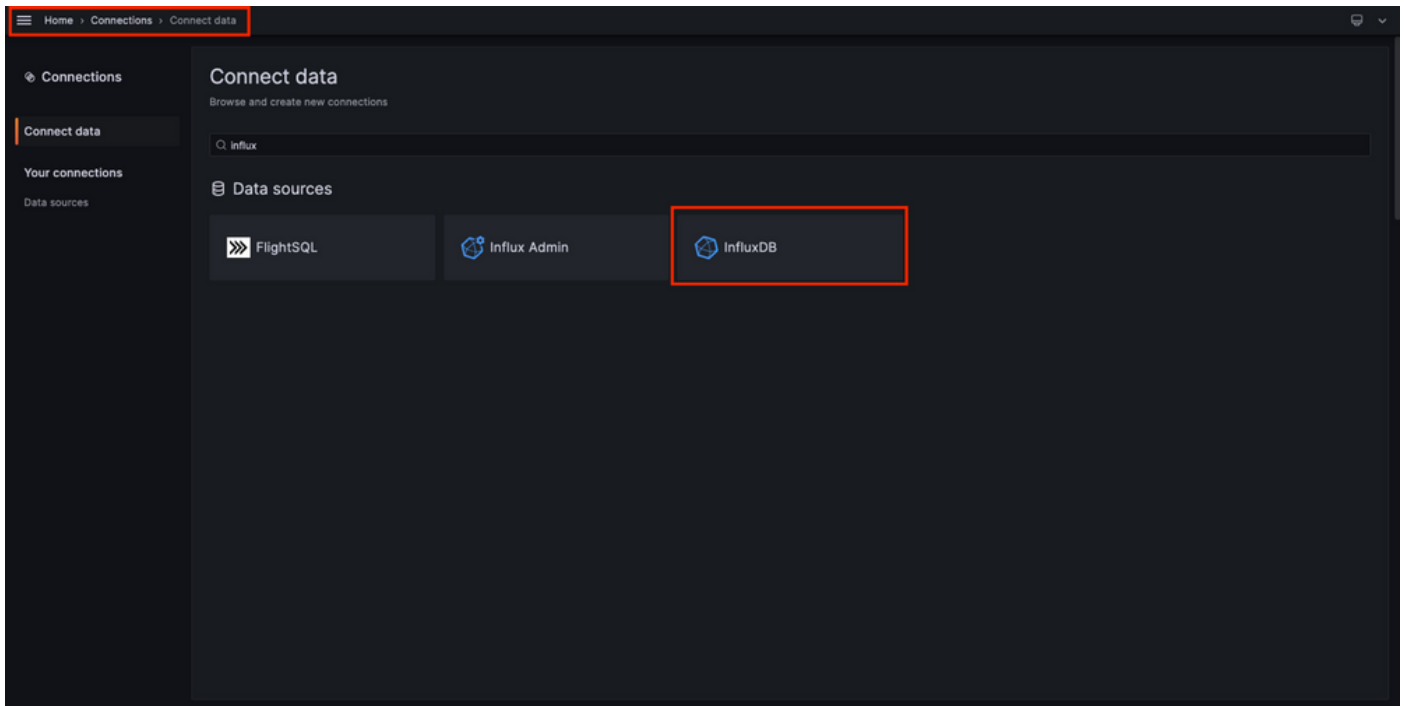 Home › Connections › Connect data
Connections
Connect data
Your connections
Data sources
Connect data
Browse and create new connections
influx
Data sources
FlightSQL
Influx Admin
InfluxDB